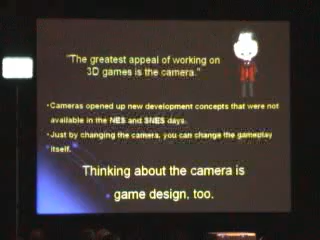 "The greatest appeal of working on
3D games is the camera."
•Cameras opened up new development concepts that were not
available in the NES and SNES days.
•Just by changing the camera, you can change the gameplay
itself.
Thinking about the camera is
game design, too.